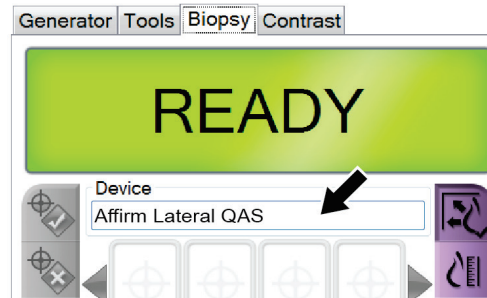 Generator Tools Biopsy Contrast
READY
Device
Affirm Lateral QAS